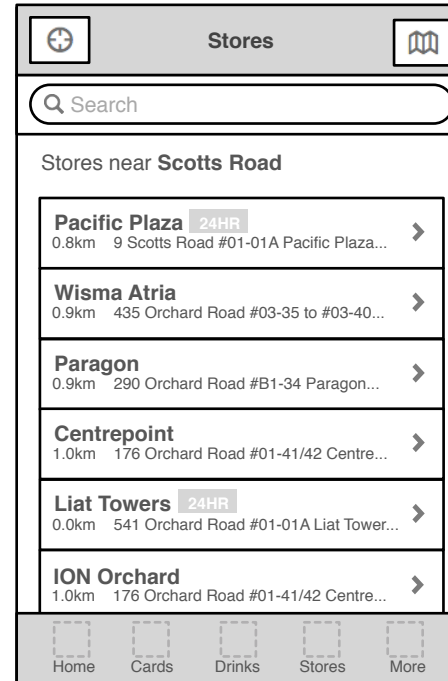 Stores
Search
Stores near Scotts Road
Pacific Plaza 24HR
0.8km 9 Scotts Road #01-01A Pacific Plaza...
Wisma Atria
0.9km 435 Orchard Road #03-35 to #03-40...
Paragon
0.9km 290 Orchard Road #B1-34 Paragon...
Centrepoint
1.0km 176 Orchard Road #01-41/42 Centre...
Liat Towers 24HR
0.0km 541 Orchard Road #01-01A Liat Tower...
ION Orchard
1.0km 176 Orchard Road #01-41/42 Centre...
Home Cards Drinks Stores More